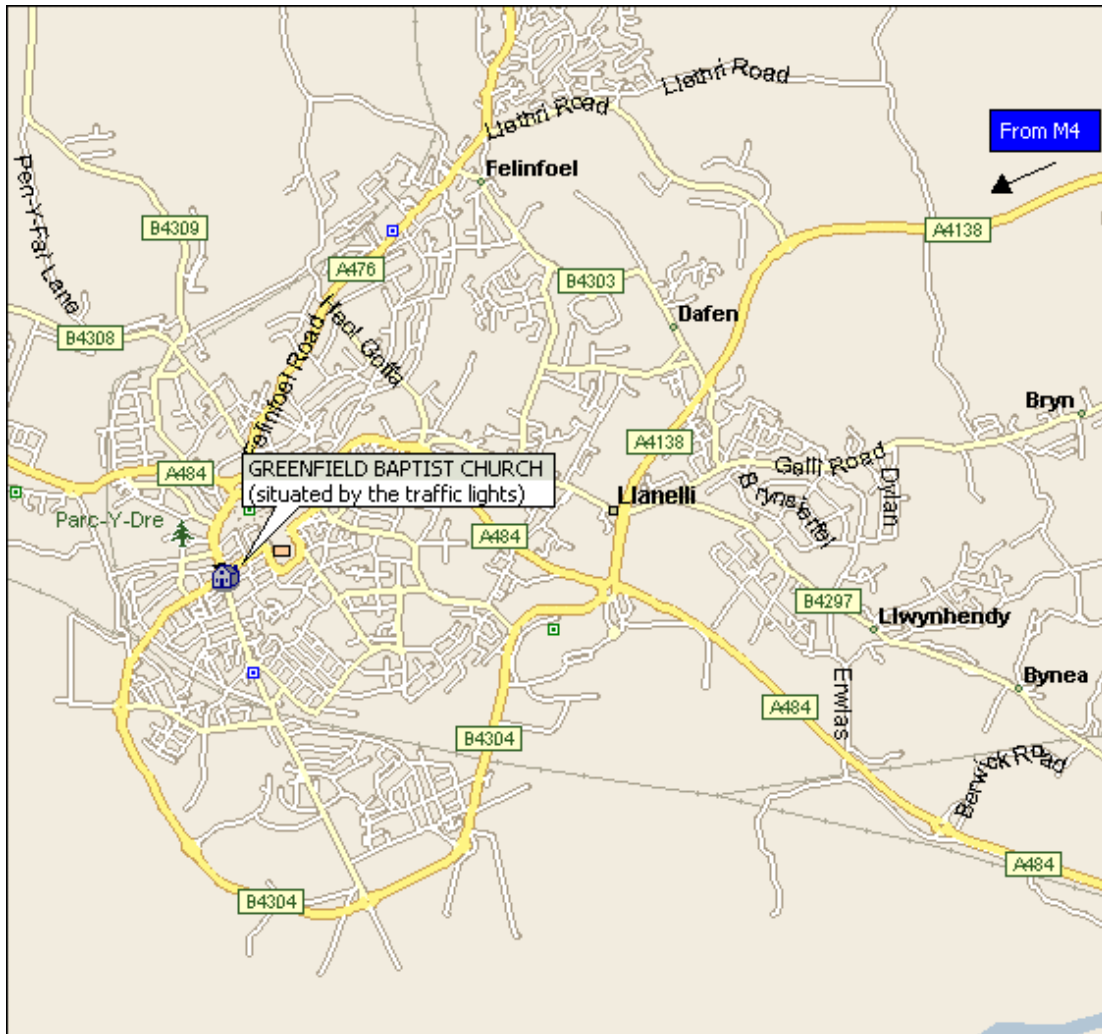 Llethri Road
Llethri Road
From M4
Felinfoel
Pen-Y-Fai Lane
B4309
A4138
A476
B4303
Heol Goffa
Dafen
B4308
Felinfoel Road
Bryn
A4138
A484
GREENFIELD BAPTIST CHURCH
(situated by the traffic lights)
Gelli Road
Dylan
Brynsierfel
Llanelli
Parc-Y-Dre
A484
B4297
Llwynhendy
Bynea
Erwlas
A484
B4304
Berwick Road
A484
B4304